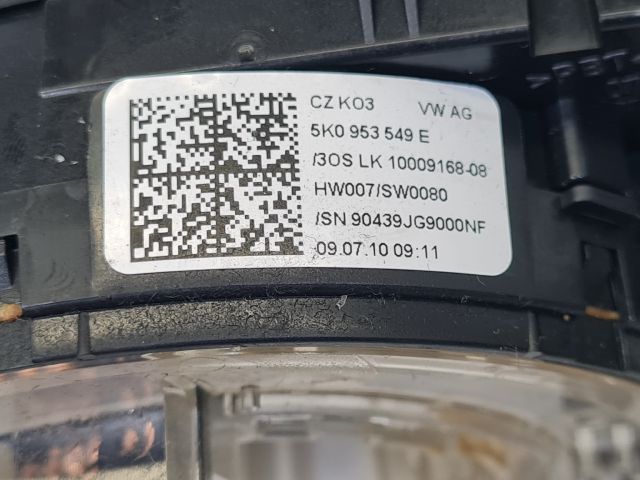 CZ K03 VW AG
5K0 953 549 E
/3OS LK 10009168-08
HW007/SW0080
/SN 90439JG9000NF
09.07.10 09:11